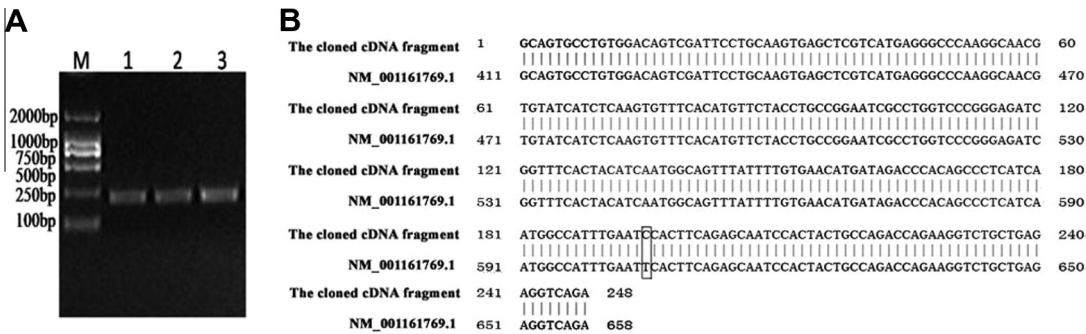 A
M 1 2 3
2000bp
1000bp
750bp
500bp
250bp
100bp
B
The cloned cDNA fragment 1 GCAGTGCCTGTGGACAGTCGATTCCTGCAAGTGAGCTCGTCATGAGGGCCCAAGGCAACG 60
NM_001161769.1 411 GCAGTGCCTGTGGACAGTCGATTCCTGCAAGTGAGCTCGTCATGAGGGCCCAAGGCAACG 470
61 TGTATCATCTCAAGTGTTTCACATGTTCTACCTGCCGGAATCGCCTGGTCCCGGGAGATC 120
The cloned cDNA fragment
NM_001161769.1 471 TGTATCATCTCAAGTGTTTCACATGTTCTACCTGCCGGAATCGCCTGGTCCCGGGAGATC 530
The cloned cDNA fragment 121 GGTTTCACTACATCAATGGCAGTTTATTTTGTGAACATGATAGACCCACAGCCCTCATCA 180
NM_001161769.1 531 GGTTTCACTACATCAATGGCAGTTTATTTTGTGAACATGATAGACCCACAGCCCTCATCA 590
The cloned cDNA fragment 181 ATGGCCATTTGAATCCACTTCAGAGCAATCCACTACTGCCAGACCAGAAGGTCTGCTGAG 240
NM_001161769.1 591 ATGGCCATTTGAATTCACTTCAGAGCAATCCACTACTGCCAGACCAGAAGGTCTGCTGAG 650
The cloned cDNA fragment 241 AGGTCAGA 248
NM_001161769.1 651 AGGTCAGA 658